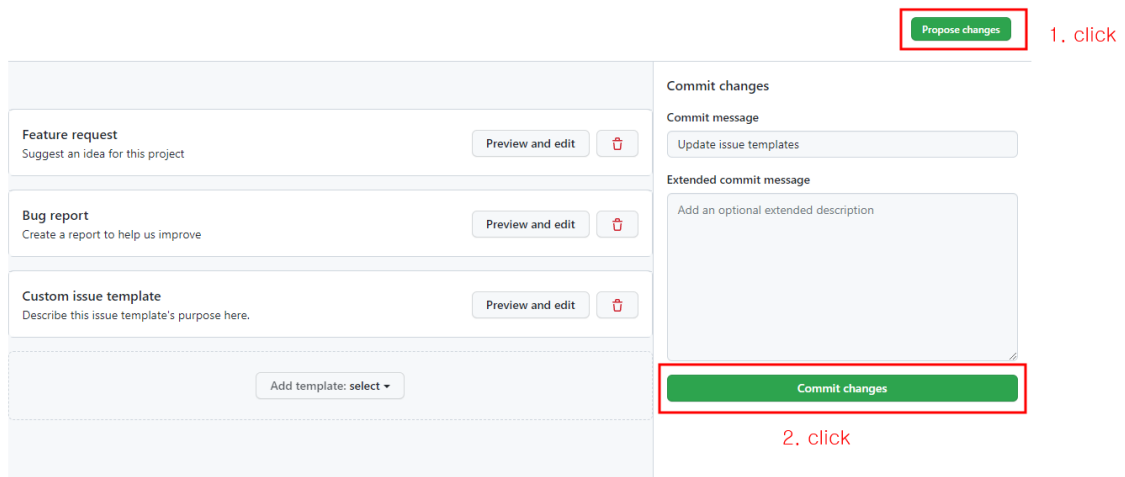 Propose changes
1. click
Commit changes
Commit message
Update issue templates
Extended commit message
Add an optional extended description
Commit changes
2. click
Feature request
Suggest an idea for this project
Preview and edit
Bug report
Create a report to help us improve
Preview and edit
Custom issue template
Describe this issue template's purpose here.
Preview and edit
Add template: select